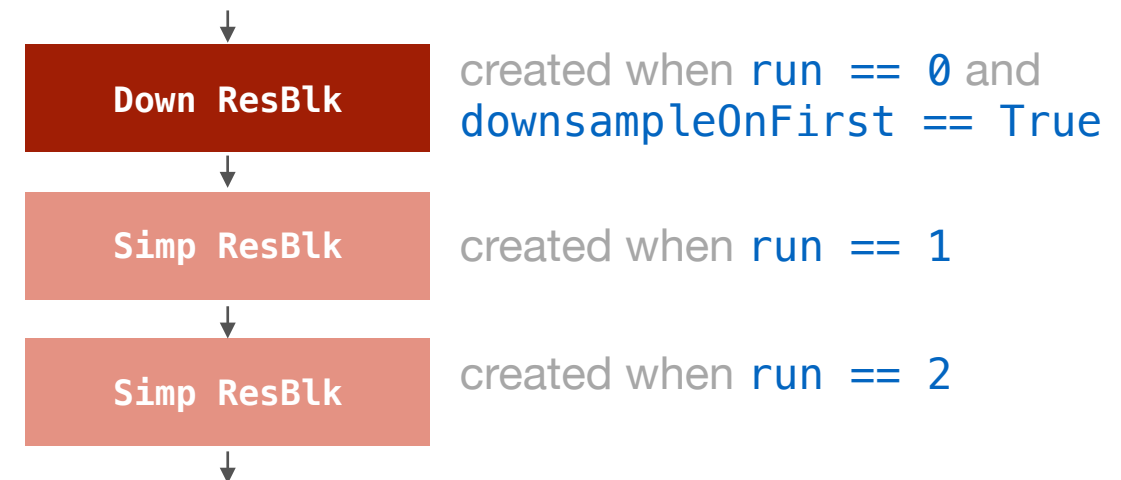 Down ResBlk
created when run == 0 and
downsampleOnFirst == True
Simp ResBlk
created when run == 1
Simp ResBlk
created when run == 2